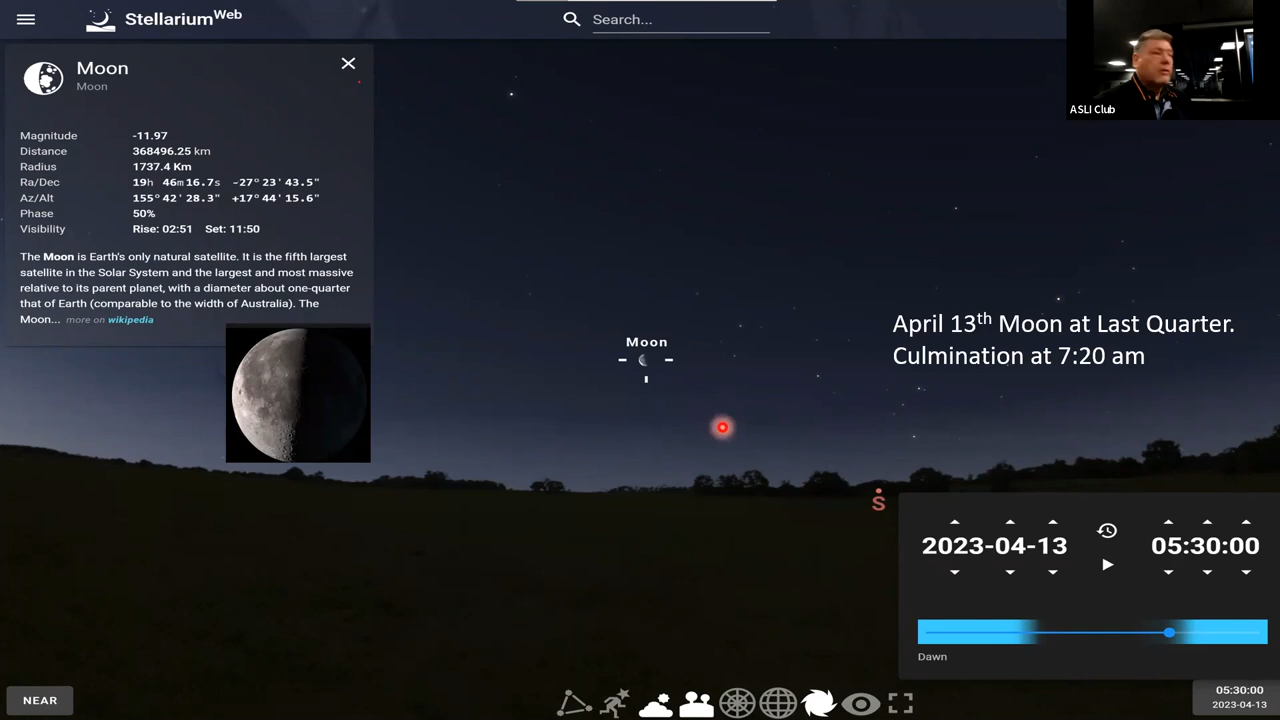 Stellarium Web
Search...
ASLI Club
Moon
Moon
Magnitude -11.97
Distance 368496.25 km
Radius 1737.4 Km
Ra/Dec 19h 46m 16.7s -27° 23' 43.5"
Az/Alt 155° 42' 28.3" +17° 44' 15.6"
Phase 50%
Visibility Rise: 02:51 Set: 11:50
The Moon is Earth's only natural satellite. It is the fifth largest
satellite in the Solar System and the largest and most massive
relative to its parent planet, with a diameter about one-quarter
that of Earth (comparable to the width of Australia). The
Moon... more on wikipedia
Moon
April 13th Moon at Last Quarter.
Culmination at 7:20 am
S
2023-04-13 05:30:00
Dawn
NEAR
05:30:00
2023-04-13